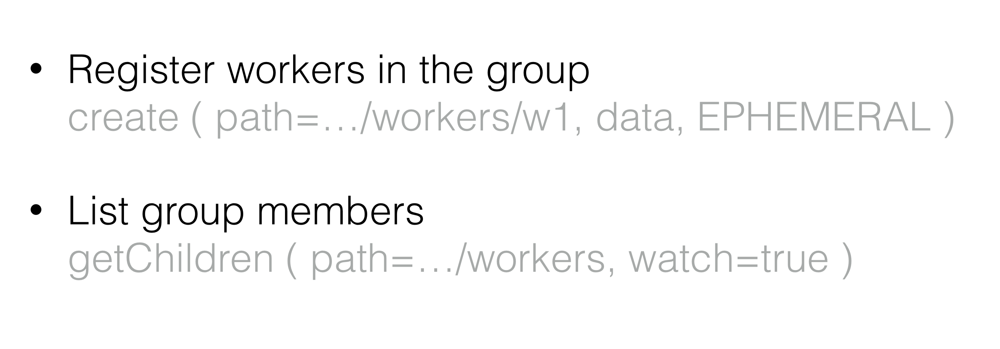 • Register workers in the group
create ( path=…/workers/w1, data, EPHEMERAL )
• List group members
getChildren ( path=…/workers, watch=true )